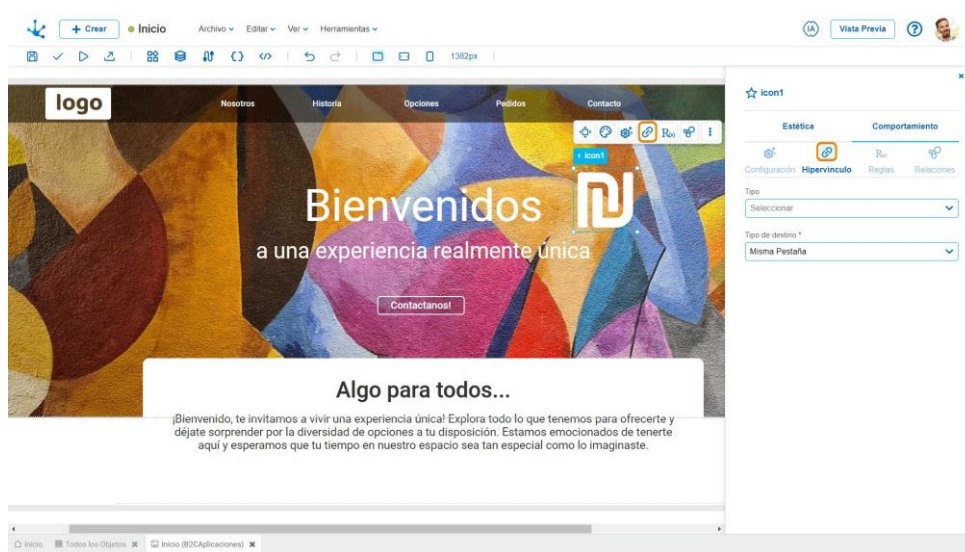 + Crear
Inicio
Archivo
Editar
Ver
Herramientas
IA
Vista Previa
?
1382px
logo
Nosotros
Historia
Opciones
Pedidos
Contacto
< icon1
Bienvenidos
a una experiencia realmente única
Contactanos!
Algo para todos...
¡Bienvenido, te invitamos a vivir una experiencia única! Explora todo lo que tenemos para ofrecerte y
déjate sorprender por la diversidad de opciones a tu disposición. Estamos emocionados de tenerte
aquí y esperamos que tu tiempo en nuestro espacio sea tan especial como lo imaginaste.
icon1
Estética
Comportamiento
Configuración
Hipervínculo
Reglas
Relaciones
Tipo
Seleccionar
Tipo de destino *
Misma Pestaña
Inicio
Todos los Objetos
Inicio (B2CAplicaciones)